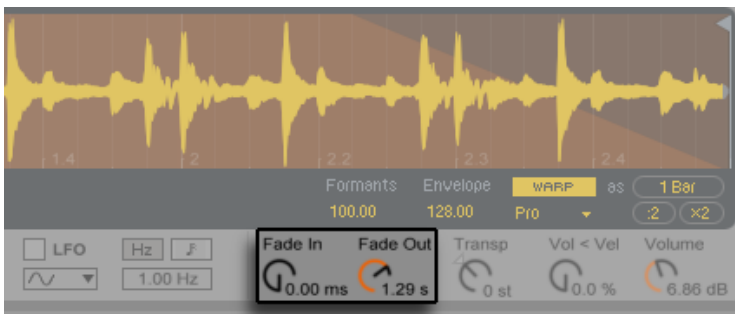 1.4 2 2.2 2.3 2.4
Formants Envelope WARP as 1 Bar
100.00 128.00 Pro :2 ×2
LFO Hz Fade In Fade Out Transp Vol < Vel Volume
1.00 Hz 0.00 ms 1.29 s 0 st 0.0 % 6.86 dB